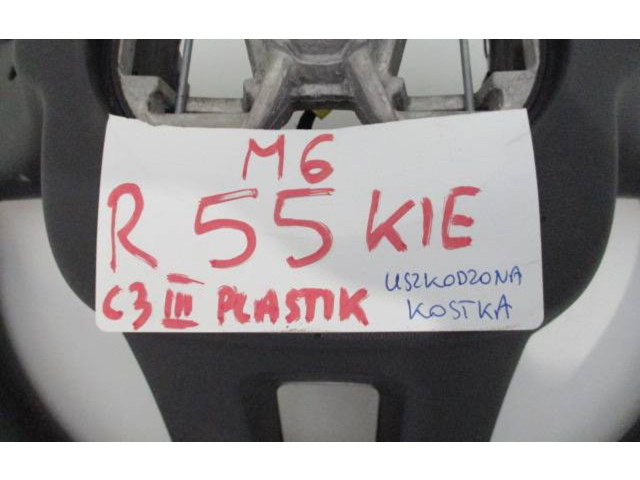 M6
R 55 KIE
C3 III PLASTIK
USZKODZONA
KOSTKA